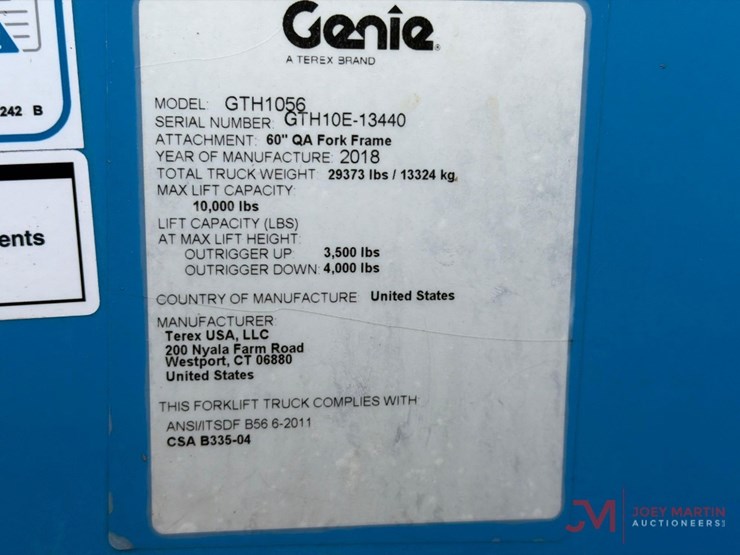 Genie
A TEREX BRAND
MODEL: GTH1056
SERIAL NUMBER: GTH10E-13440
ATTACHMENT: 60" QA Fork Frame
YEAR OF MANUFACTURE: 2018
TOTAL TRUCK WEIGHT 29373 lbs / 13324 kg
MAX LIFT CAPACITY:
10,000 lbs
LIFT CAPACITY (LBS)
AT MAX LIFT HEIGHT:
OUTRIGGER UP 3,500 lbs
OUTRIGGER DOWN: 4,000 lbs
COUNTRY OF MANUFACTURE United States
MANUFACTURER
Terex USA, LLC
200 Nyala Farm Road
Westport, CT 06880
United States
THIS FORKLIFT TRUCK COMPLIES WITH
ANSI/ITSDF B56 6-2011
CSA B335-04
242 B
ents
JM JOEY MARTIN
AUCTIONEERS